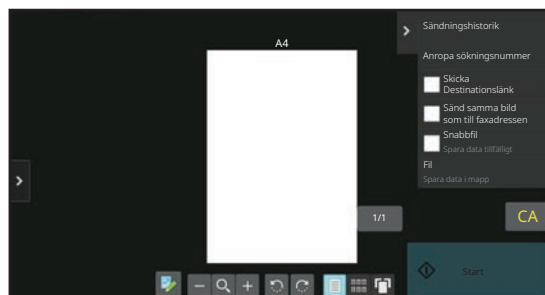 A4
Sändningshistorik
Anropa sökningsnummer
Skicka
Destinationslänk
Sänd samma bild
som till faxadressen
Snabbfil
Spara data tillfälligt
Fil
Spara data i mapp
1/1
CA
Start